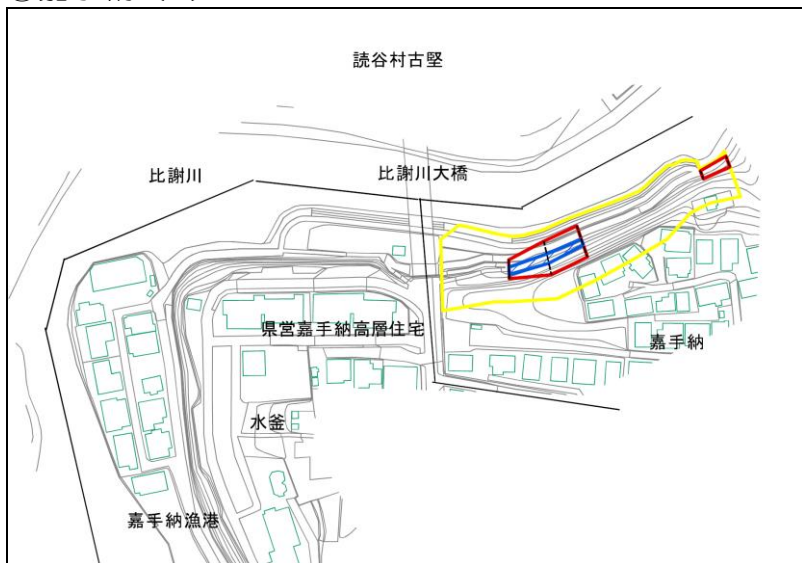 読谷村古堅
比謝川
比謝川大橋
県営嘉手納高層住宅
嘉手納
水釜
嘉手納漁港